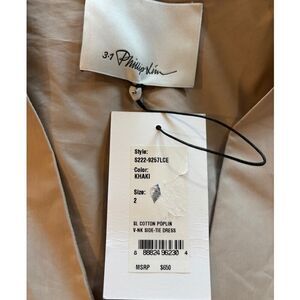 3.1 Phillip Lim
Style:
S222-9257LCE
Color:
KHAKI
Size:
2
SL COTTON POPLIN
V-NK SIDE-TIE DRESS
8 88824 96230 4
MSRP $650